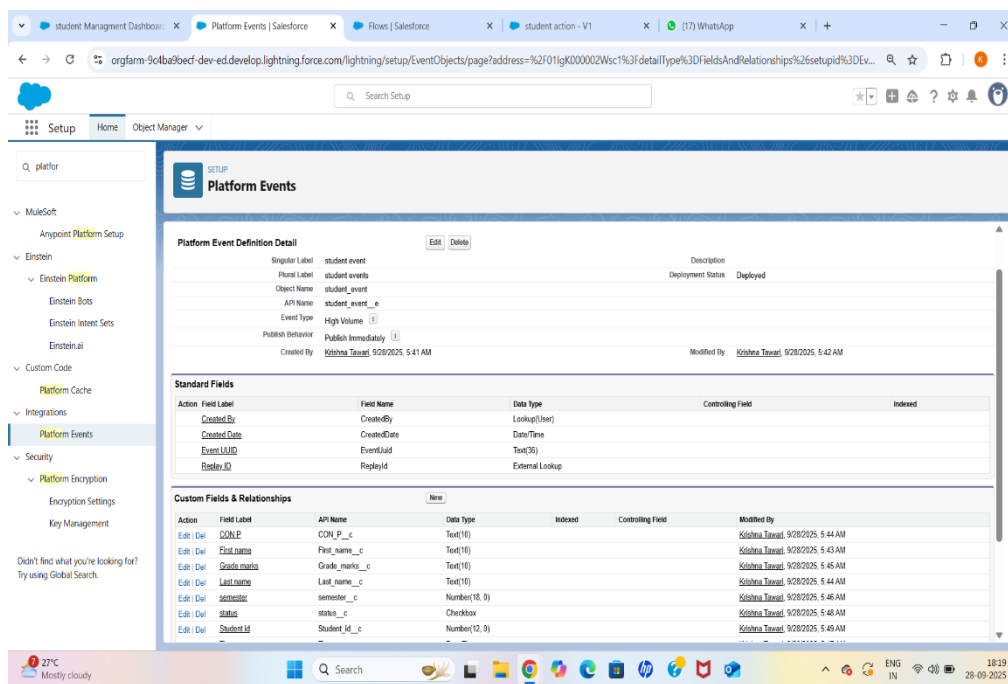 student Managment Dashboar X
Platform Events | Salesforce X
Flows | Salesforce X
student action - V1 X
(17) WhatsApp X +
orgfarm-9c4ba9becf-dev-ed.develop.lightning.force.com/lightning/setup/EventObjects/page?address=%2F01IgK000002Wsc1%3FdetailType%3DFieldsAndRelationships%26setupid%3DEv...
K
Search Setup
Setup Home Object Manager
platfor
MuleSoft
Anypoint Platform Setup
Einstein
Einstein Platform
Einstein Bots
Einstein Intent Sets
Einstein.ai
Custom Code
Platform Cache
Integrations
Platform Events
Security
Platform Encryption
Encryption Settings
Key Management
Didn't find what you're looking for?
Try using Global Search.
SETUP
Platform Events
Platform Event Definition Detail Edit Delete
Singular Label student event Description
Plural Label student events Deployment Status Deployed
Object Name student_event
API Name student_event__e
Event Type High Volume i
Publish Behavior Publish Immediately i
Created By Krishna Tawari, 9/28/2025, 5:41 AM Modified By Krishna Tawari, 9/28/2025, 5:42 AM
Standard Fields
Action Field Label Field Name Data Type Controlling Field Indexed
Created By CreatedBy Lookup(User)
Created Date CreatedDate Date/Time
Event UUID EventUuid Text(36)
Replay ID ReplayId External Lookup
Custom Fields & Relationships New
Action Field Label API Name Data Type Indexed Controlling Field Modified By
Edit | Del CON P CON_P__c Text(10) Krishna Tawari, 9/28/2025, 5:44 AM
Edit | Del First name First_name__c Text(10) Krishna Tawari, 9/28/2025, 5:43 AM
Edit | Del Grade marks Grade_marks__c Text(10) Krishna Tawari, 9/28/2025, 5:45 AM
Edit | Del Last name Last_name__c Text(10) Krishna Tawari, 9/28/2025, 5:44 AM
Edit | Del semester semester__c Number(18, 0) Krishna Tawari, 9/28/2025, 5:46 AM
Edit | Del status status__c Checkbox Krishna Tawari, 9/28/2025, 5:48 AM
Edit | Del Student id Student_id__c Number(12, 0) Krishna Tawari, 9/28/2025, 5:49 AM
7
27°C
Mostly cloudy
Search
ENG
IN
18:19
28-09-2025